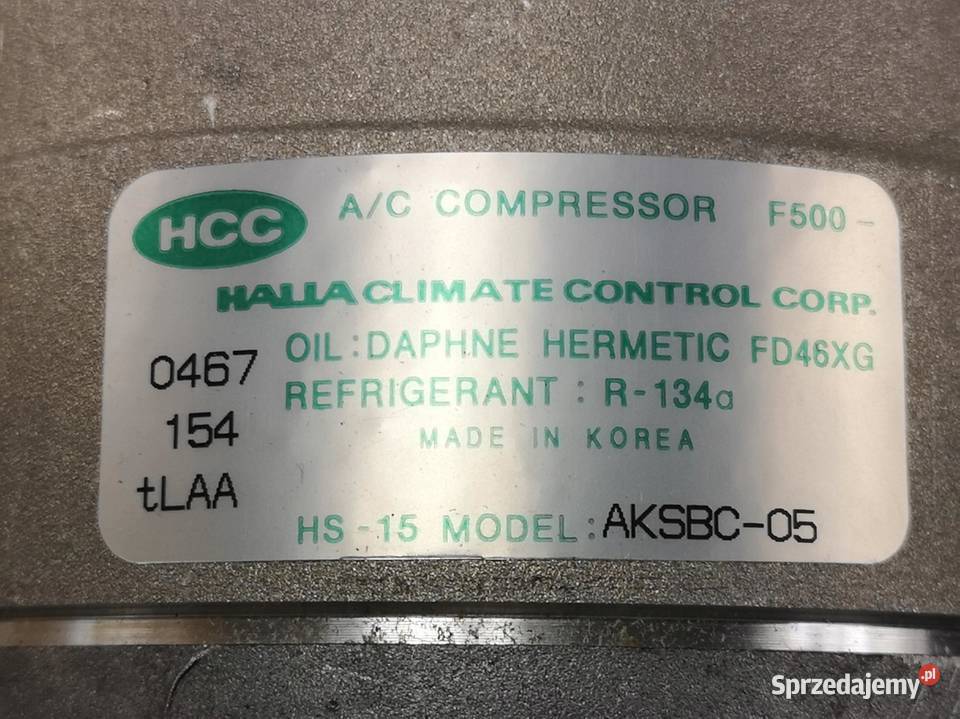 HCC A/C COMPRESSOR F500-
HALLA CLIMATE CONTROL CORP.
0467 OIL:DAPHNE HERMETIC FD46XG
REFRIGERANT : R-134a
154 MADE IN KOREA
tLAA
HS-15 MODEL:AKSBC-05
Sprzedajemy.pl